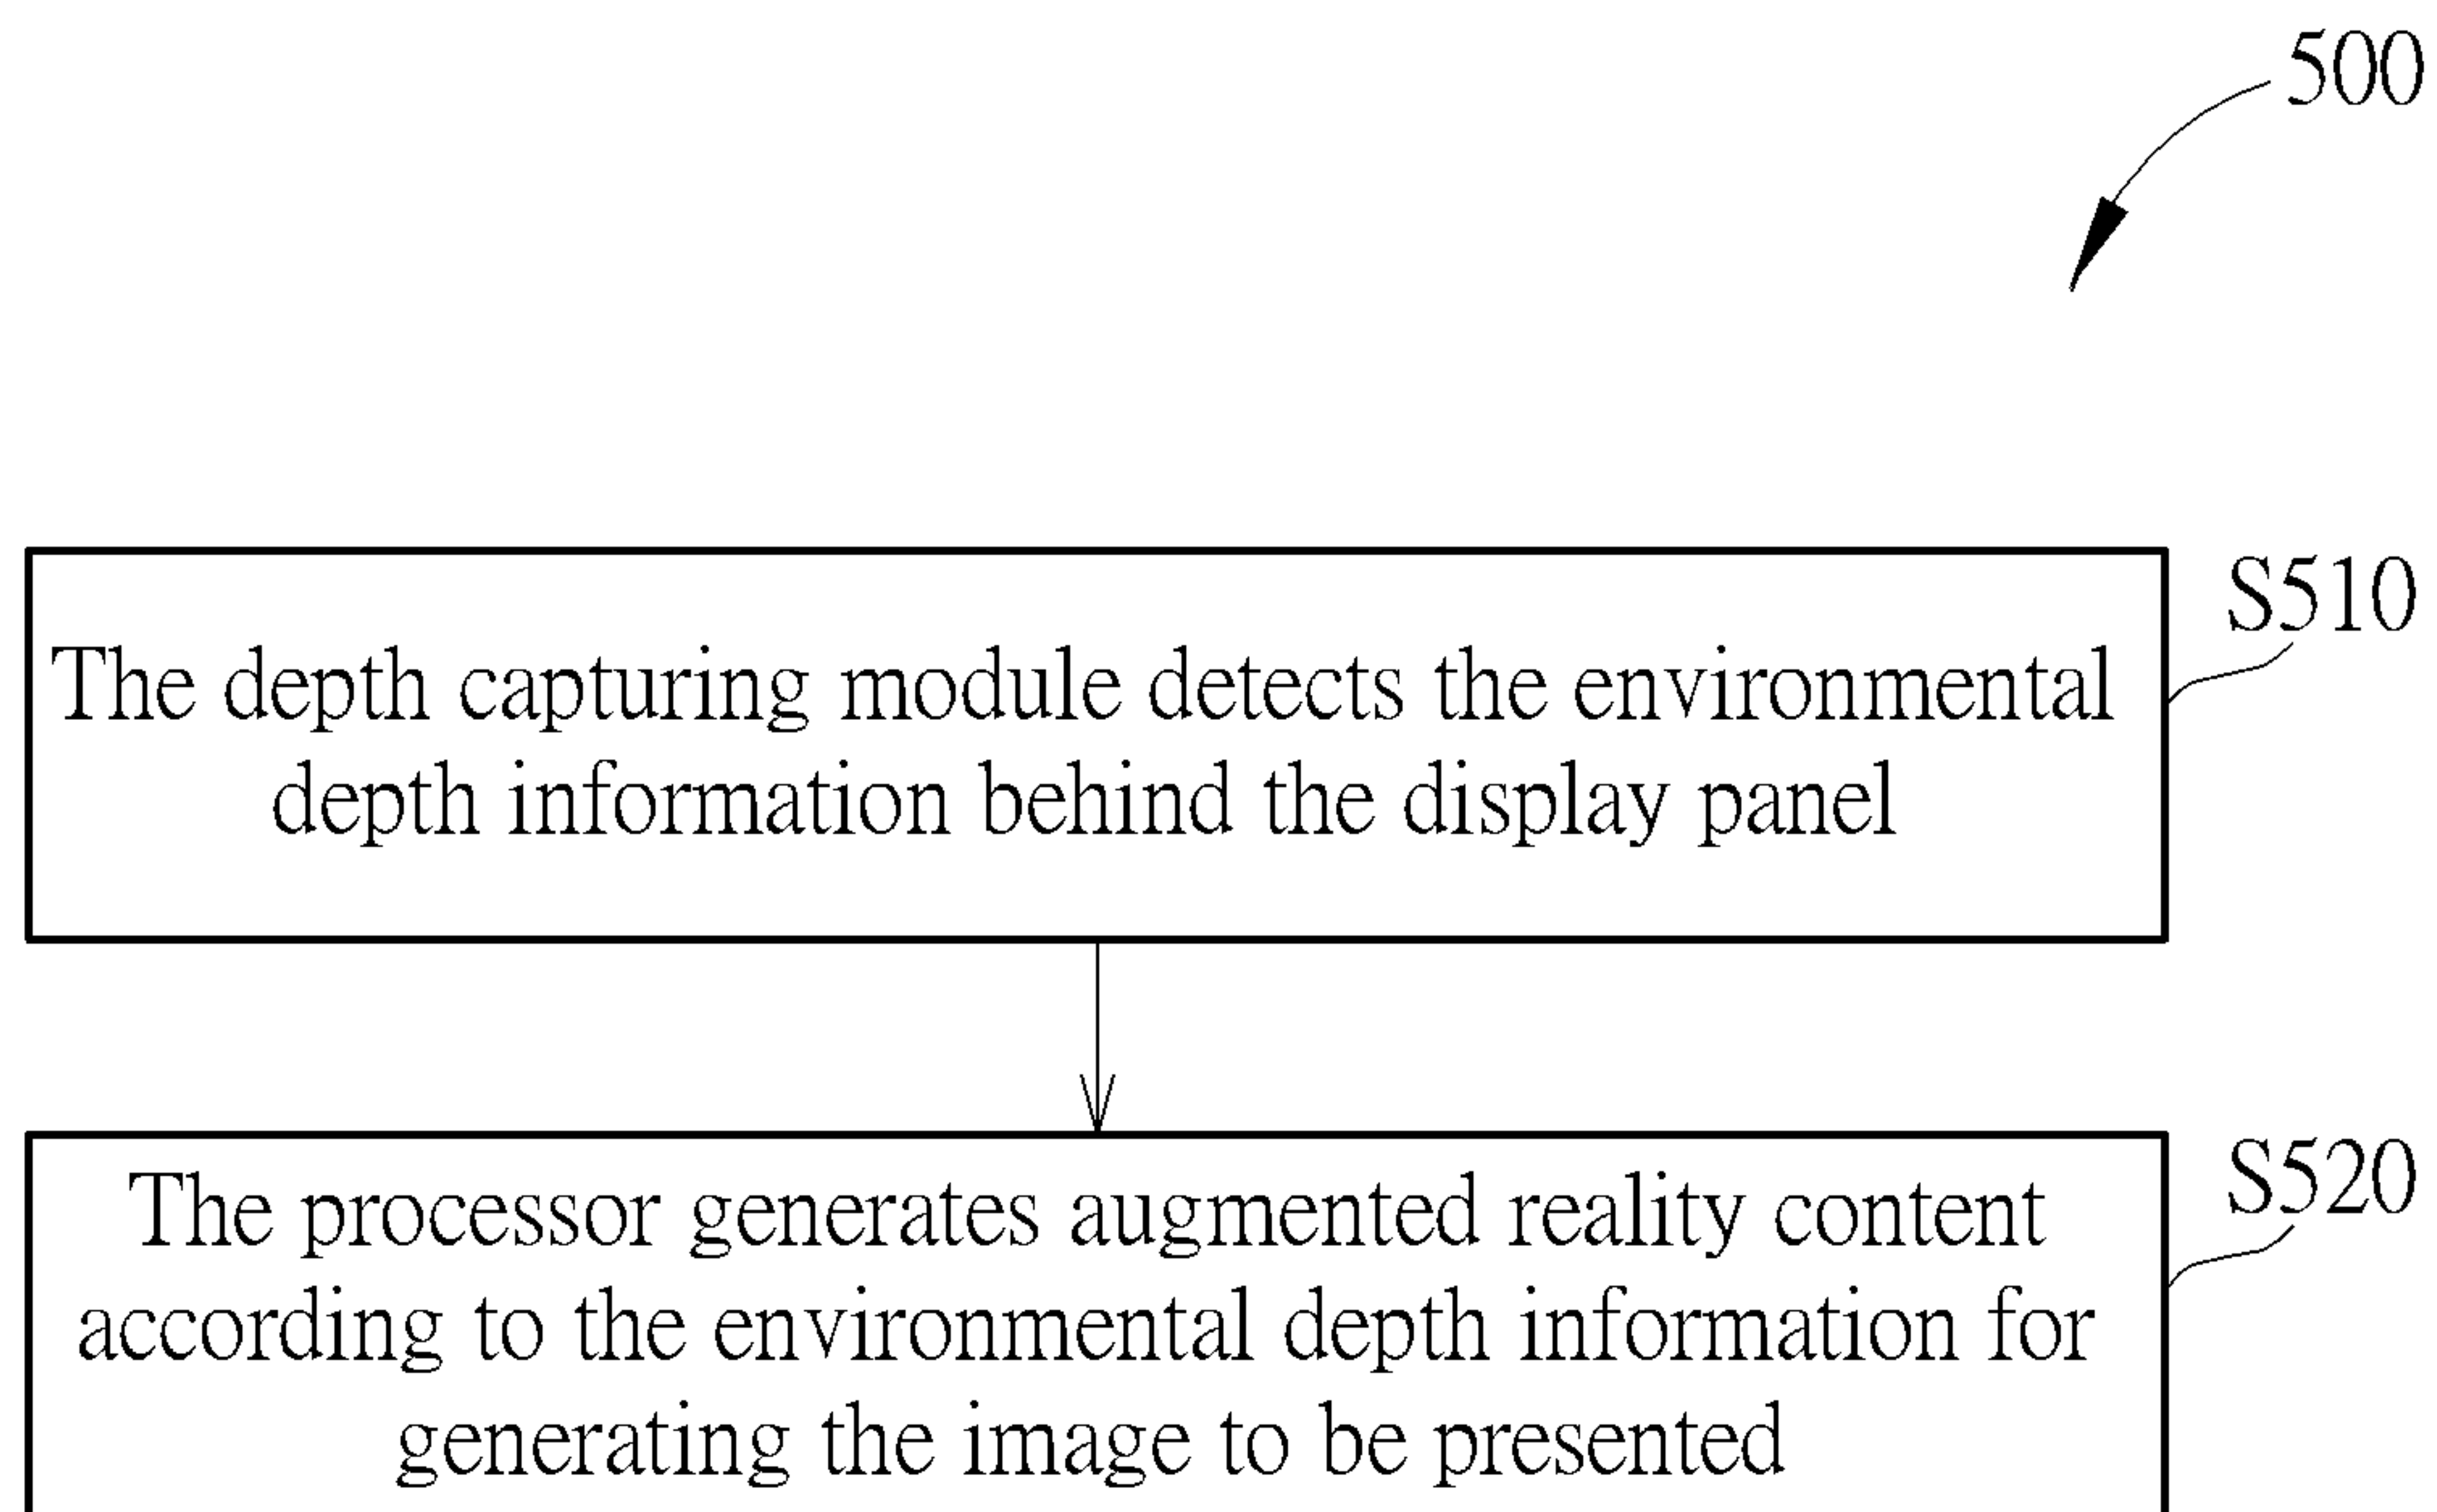 500
S510
The depth capturing module detects the environmental
depth information behind the display panel
S520
The processor generates augmented reality content
according to the environmental depth information for
generating the image to be presented